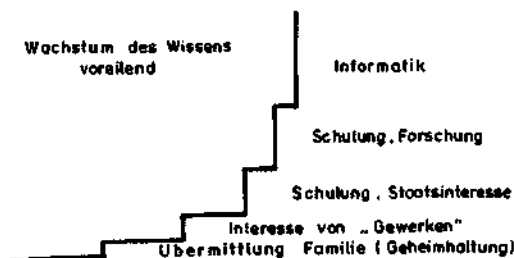 Wachstum des Wissens
voreilend
Informatik
Schulung, Forschung
Schulung, Staatsinteresse
Interesse von „Gewerken"
Übermittlung Familie (Geheimhaltung)